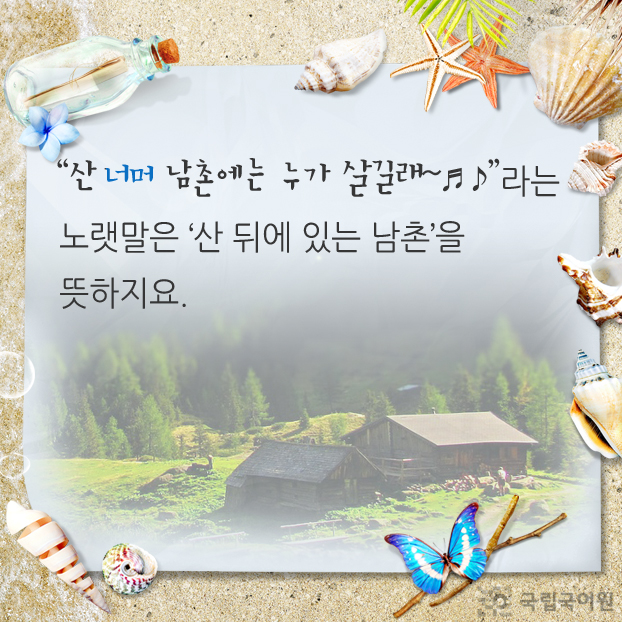 “산 너머 남촌에는 누가 살길래~♬♪”라는
노랫말은 ‘산 뒤에 있는 남촌’을
뜻하지요.
국립국어원